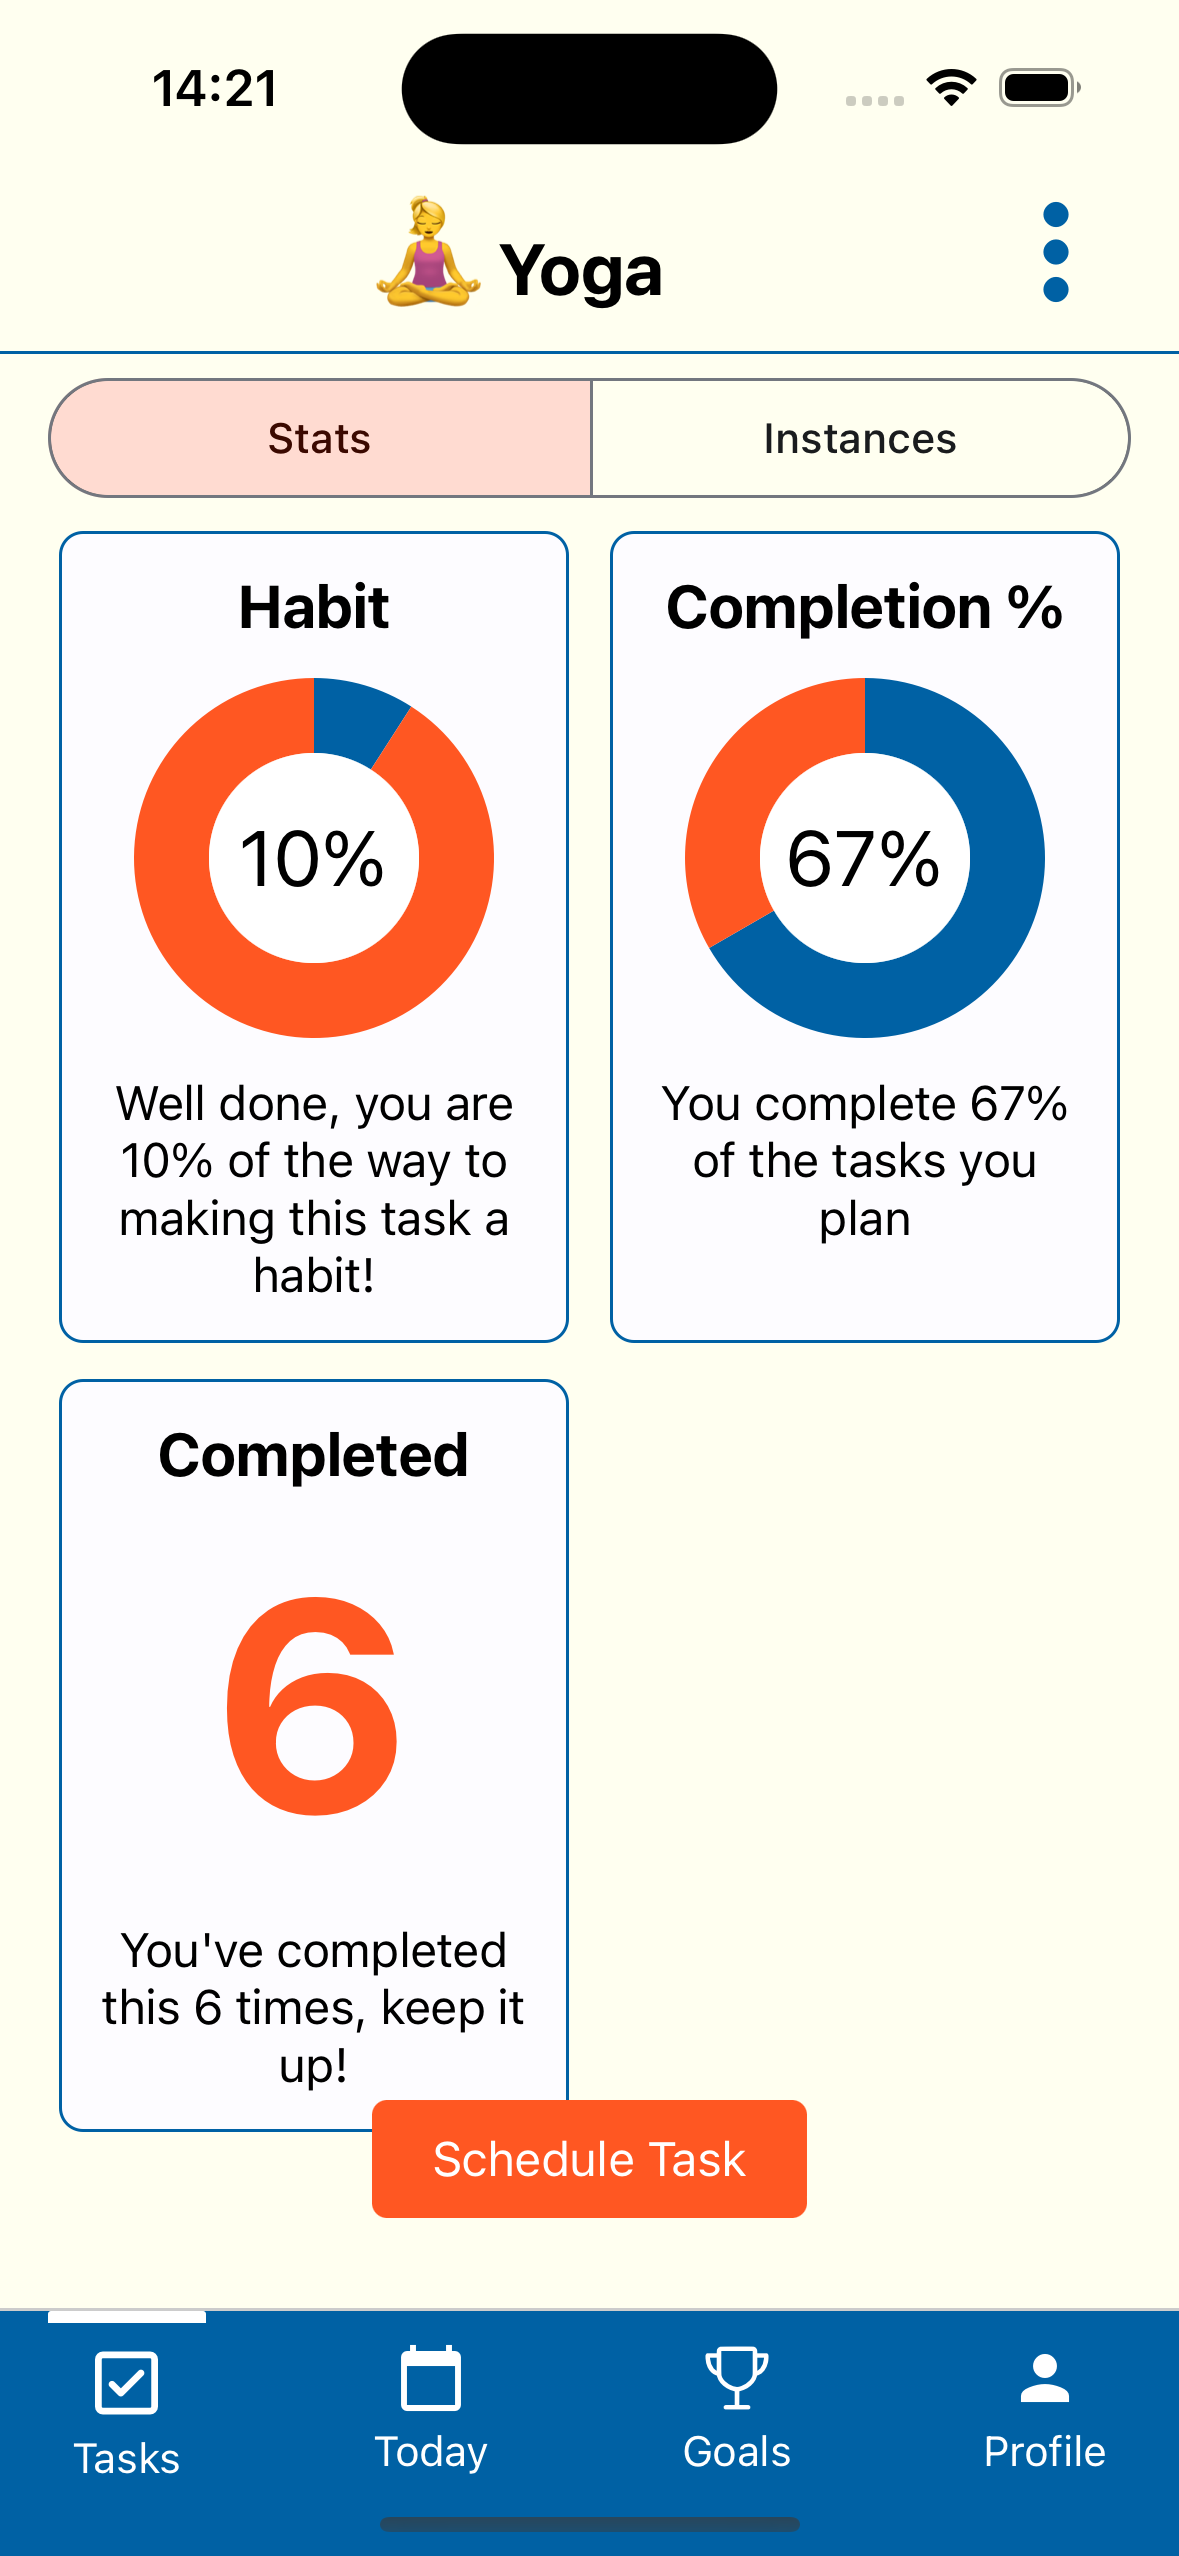 14:21
Yoga
Stats
Instances
Habit
10%
Well done, you are
10% of the way to
making this task a
habit!
Completion %
67%
You complete 67%
of the tasks you
plan
Completed
6
You've completed
this 6 times, keep it
up!
Schedule Task
Tasks
Today
Goals
Profile